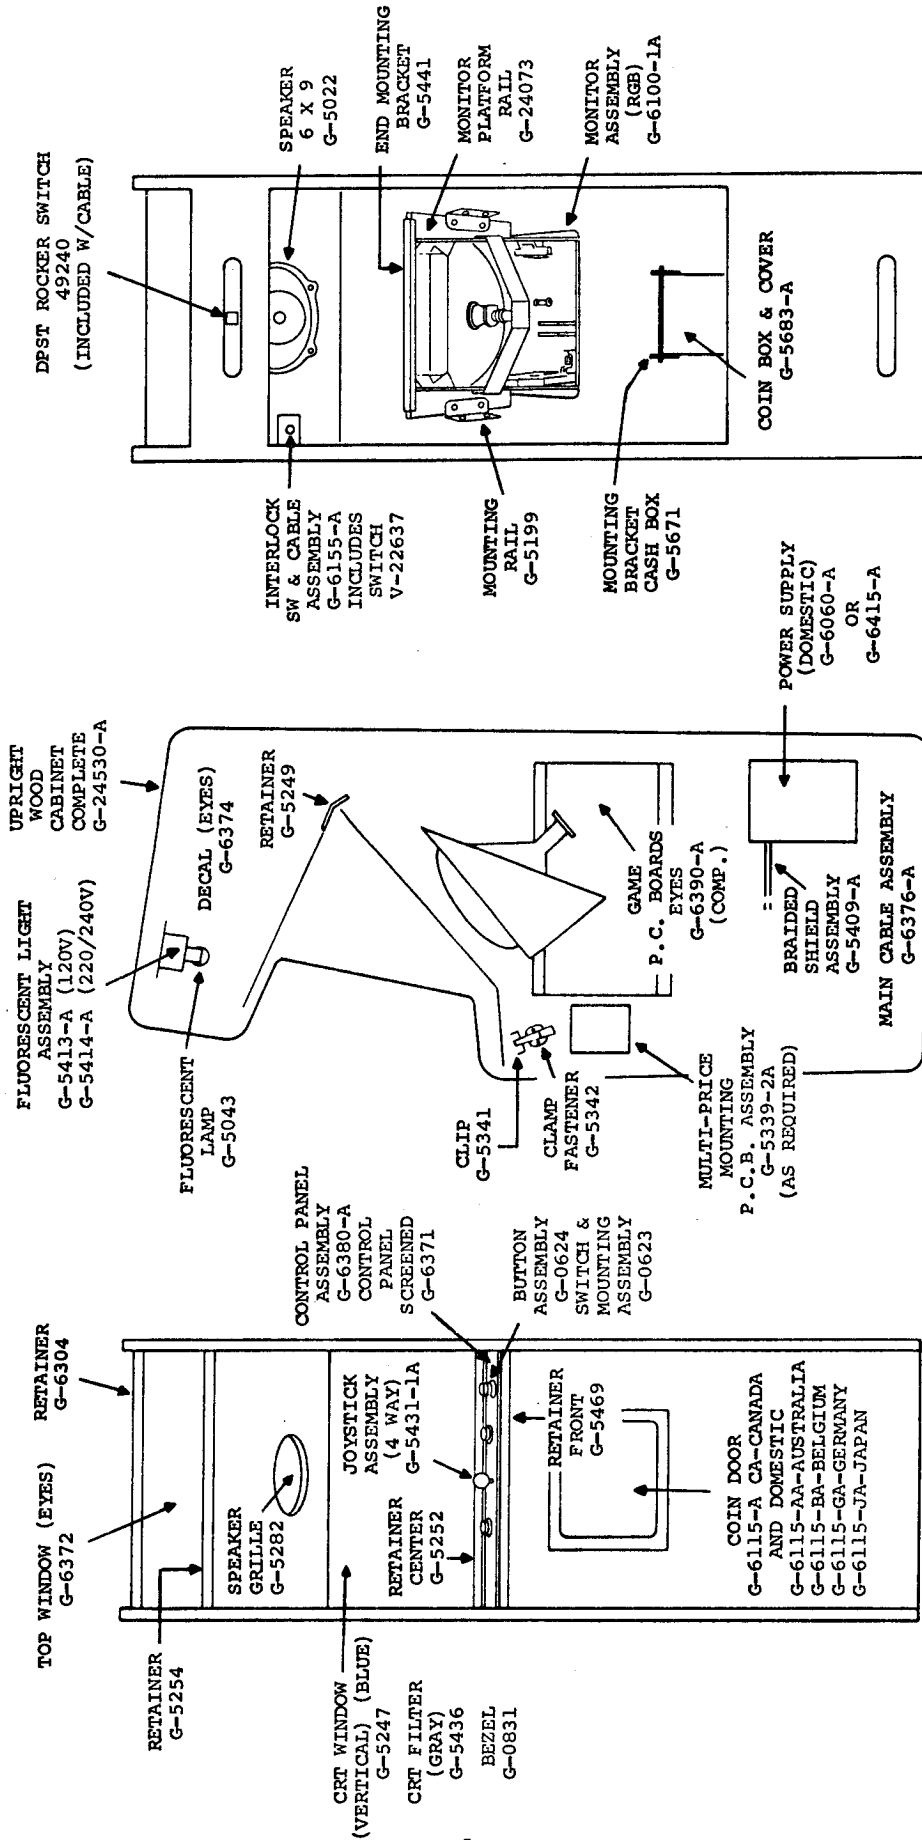 TOP WINDOW (EYES)
G-6372
RETAINER
G-6304
RETAINER
G-5254
SPEAKER
GRILLE
G-5282
CRT WINDOW
(VERTICAL) (BLUE)
G-5247
CRT FILTER
(GRAY)
G-5436
BEZEL
G-0831
JOYSTICK
ASSEMBLY
(4 WAY)
G-5431-1A
RETAINER
CENTER
G-5252
CONTROL PANEL
ASSEMBLY
G-6380-A
CONTROL
PANEL
SCREENED
G-6371
BUTTON
ASSEMBLY
G-0624
SWITCH &
MOUNTING
ASSEMBLY
G-0623
RETAINER
FRONT
G-5469
COIN DOOR
G-6115-A CA-CANADA
AND DOMESTIC
G-6115-AA-AUSTRALIA
G-6115-BA-BELGIUM
G-6115-GA-GERMANY
G-6115-JA-JAPAN
FLUORESCENT LIGHT
ASSEMBLY
G-5413-A (120V)
G-5414-A (220/240V)
UPRIGHT
WOOD
CABINET
COMPLETE
G-24530-A
FLUORESCENT
LAMP
G-5043
DECAL (EYES)
G-6374
RETAINER
G-5249
CLIP
G-5341
CLAMP
FASTENER
G-5342
MULTI-PRICE
MOUNTING
P.C.B. ASSEMBLY
G-5339-2A
(AS REQUIRED)
GAME
P.C. BOARDS
EYES
G-6390-A
(COMP.)
BRAIDED
SHIELD
ASSEMBLY
G-5409-A
MAIN CABLE ASSEMBLY
G-6376-A
POWER SUPPLY
(DOMESTIC)
G-6060-A
OR
G-6415-A
DPST ROCKER SWITCH
49240
(INCLUDED W/CABLE)
INTERLOCK
SW & CABLE
ASSEMBLY
G-6155-A
INCLUDES
SWITCH
V-22637
SPEAKER
6 X 9
G-5022
END MOUNTING
BRACKET
G-5441
MONITOR
PLATFORM
RAIL
G-24073
MOUNTING
RAIL
G-5199
MONITOR
ASSEMBLY
(RGB)
G-6100-1A
MOUNTING
BRACKET
CASH BOX
G-5671
COIN BOX & COVER
G-5683-A